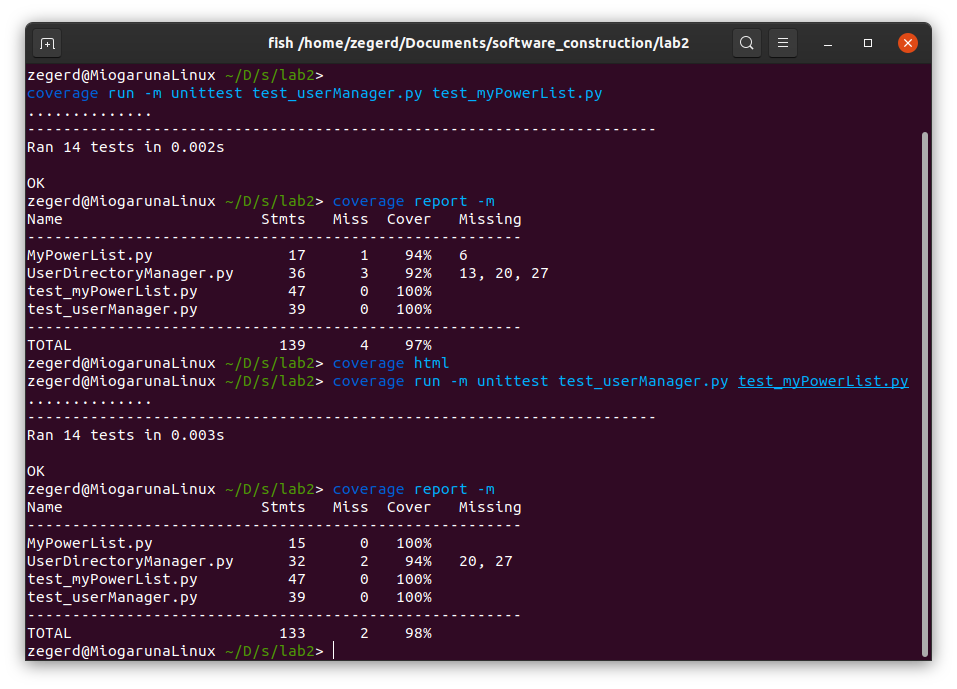 fish /home/zegerd/Documents/software_construction/lab2
zegerd@MiogarunaLinux ~/D/s/lab2>
coverage run -m unittest test_userManager.py test_myPowerList.py
..............
----------------------------------------------------------------------
Ran 14 tests in 0.002s
OK
zegerd@MiogarunaLinux ~/D/s/lab2> coverage report -m
Name                      Stmts   Miss  Cover   Missing
-------------------------------------------------------
MyPowerList.py               17      1    94%   6
UserDirectoryManager.py      36      3    92%   13, 20, 27
test_myPowerList.py          47      0   100%
test_userManager.py          39      0   100%
-------------------------------------------------------
TOTAL                       139      4    97%
zegerd@MiogarunaLinux ~/D/s/lab2> coverage html
zegerd@MiogarunaLinux ~/D/s/lab2> coverage run -m unittest test_userManager.py test_myPowerList.py
..............
----------------------------------------------------------------------
Ran 14 tests in 0.003s
OK
zegerd@MiogarunaLinux ~/D/s/lab2> coverage report -m
Name                      Stmts   Miss  Cover   Missing
-------------------------------------------------------
MyPowerList.py               15      0   100%
UserDirectoryManager.py      32      2    94%   20, 27
test_myPowerList.py          47      0   100%
test_userManager.py          39      0   100%
-------------------------------------------------------
TOTAL                       133      2    98%
zegerd@MiogarunaLinux ~/D/s/lab2>